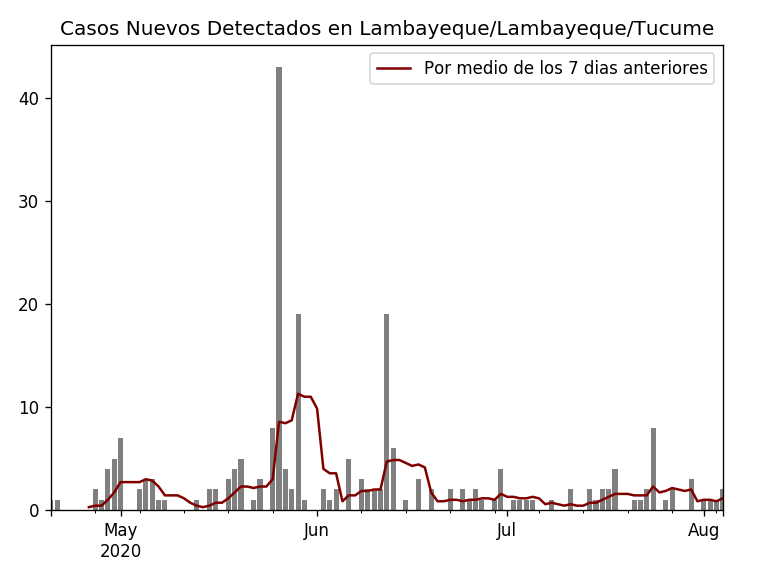 Casos Nuevos Detectados en Lambayeque/Lambayeque/Tucume
Por medio de los 7 dias anteriores
40
30
20
10
0
May
2020
Jun
Jul
Aug